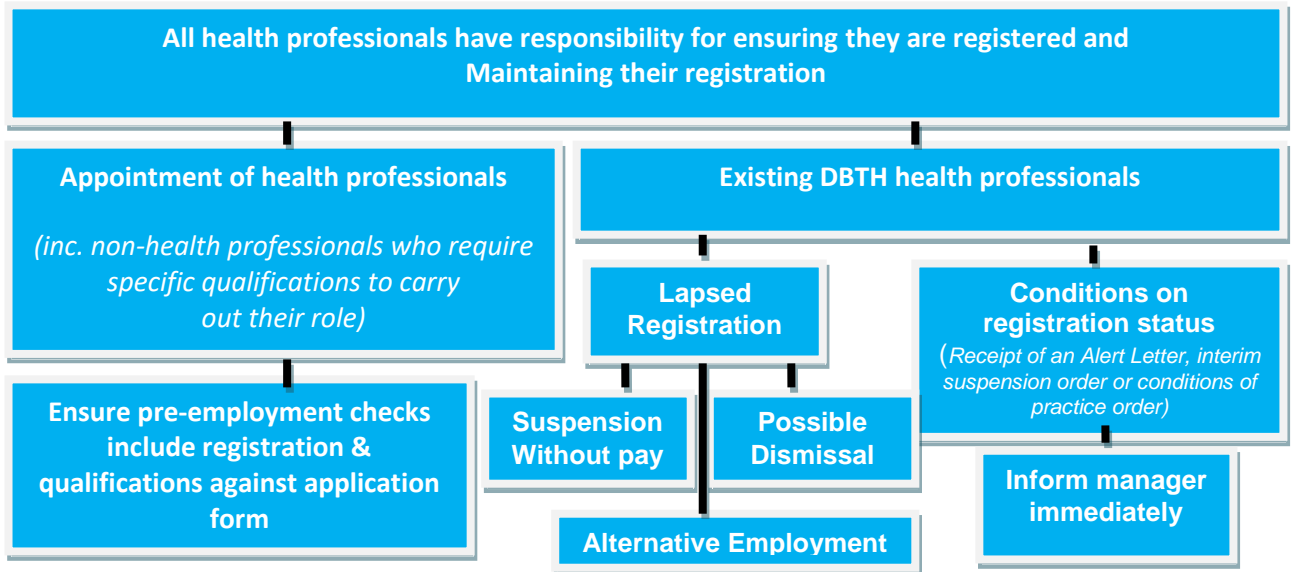 All health professionals have responsibility for ensuring they are registered and
Maintaining their registration
Appointment of health professionals
(inc. non-health professionals who require
specific qualifications to carry
out their role)
Ensure pre-employment checks
include registration &
qualifications against application
form
Existing DBTH health professionals
Lapsed
Registration
Suspension
Without pay
Possible
Dismissal
Alternative Employment
Conditions on
registration status
(Receipt of an Alert Letter, interim
suspension order or conditions of
practice order)
Inform manager
immediately